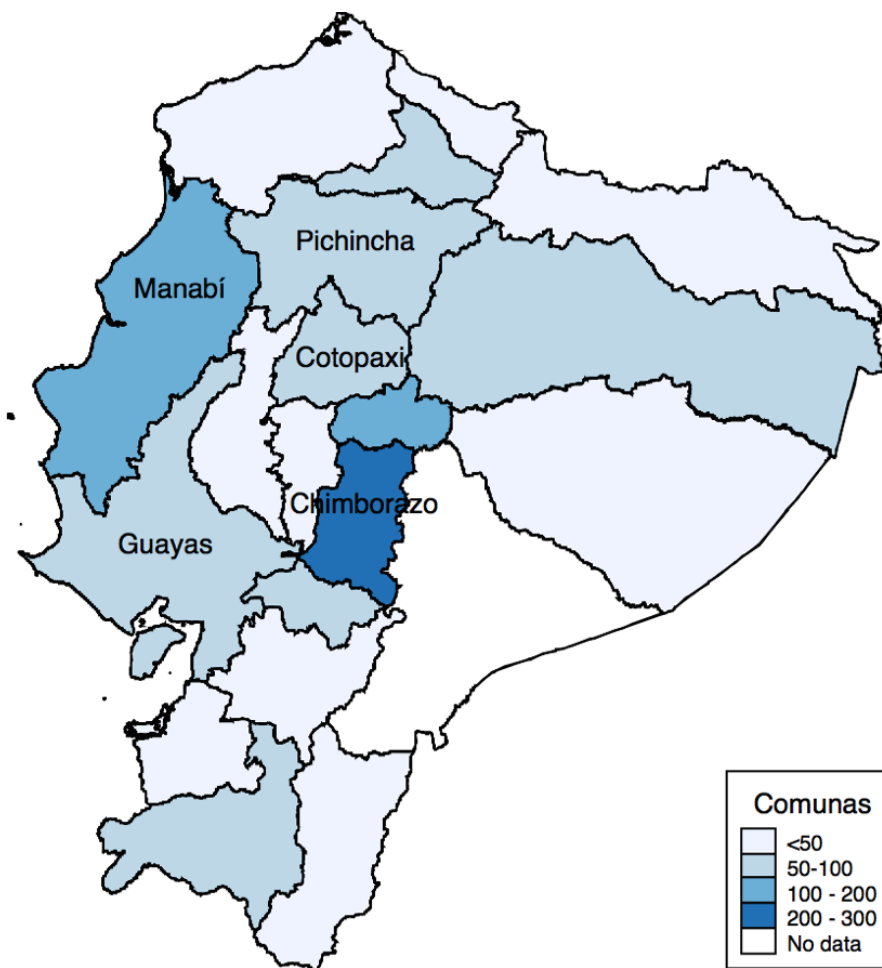 Pichincha
Manabí
Cotopaxi
Chimborazo
Guayas
Comunas
<50
50-100
100 - 200
200 - 300
No data